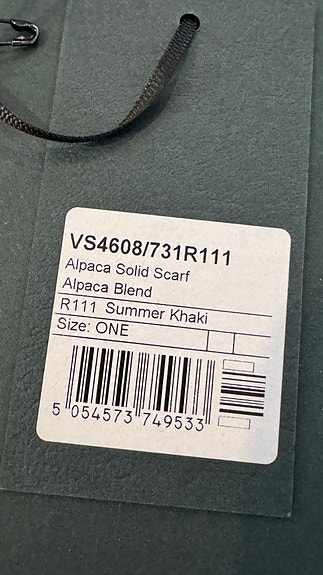 VS4608/731R111
Alpaca Solid Scarf
Alpaca Blend
R111 Summer Khaki
Size: ONE
5 054573 749533